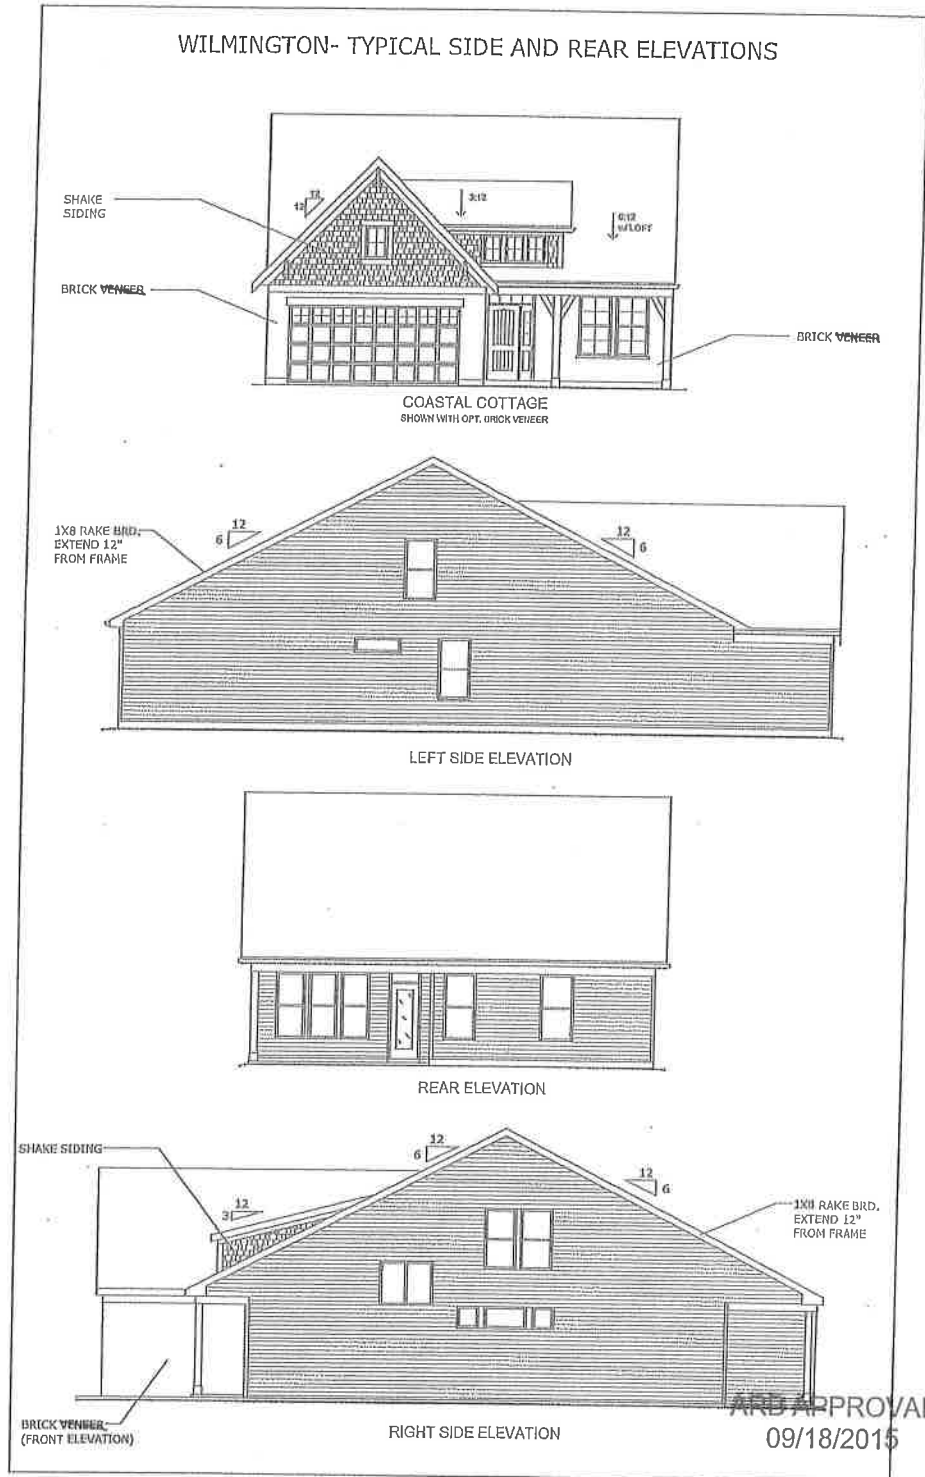 WILMINGTON- TYPICAL SIDE AND REAR ELEVATIONS
SHAKE
SIDING
12
12
3:12
6:12
W/LOFT
BRICK VENEER
BRICK VENEER
COASTAL COTTAGE
SHOWN WITH OPT. BRICK VENEER
1X8 RAKE BRD.
EXTEND 12"
FROM FRAME
12
6
12
6
LEFT SIDE ELEVATION
REAR ELEVATION
SHAKE SIDING
12
6
12
3
12
6
1X8 RAKE BRD.
EXTEND 12"
FROM FRAME
BRICK VENEER
(FRONT ELEVATION)
RIGHT SIDE ELEVATION
ARB APPROVAL
09/18/2015